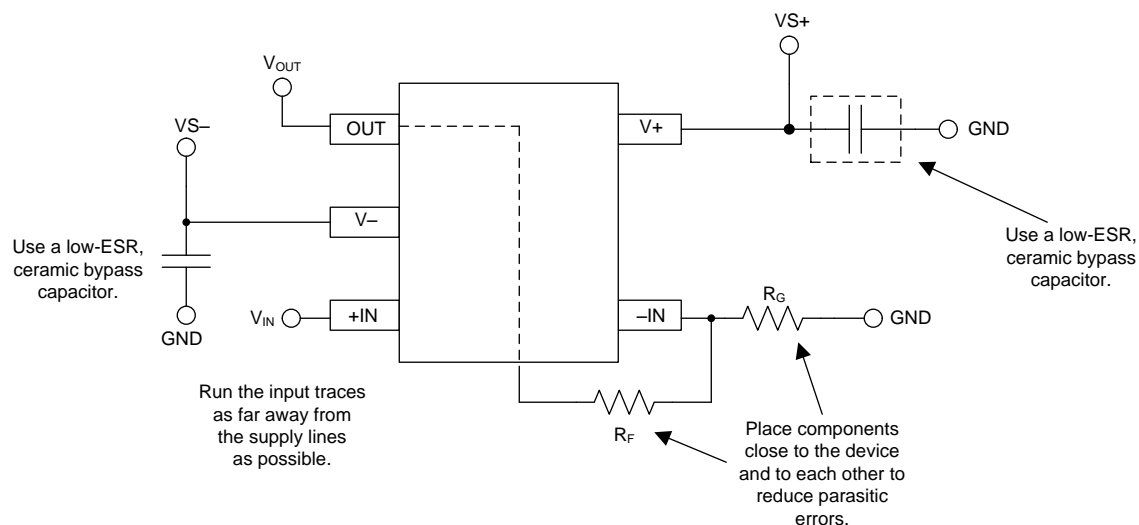 VS+
VOUT
VS–
OUT
V+
GND
V–
Use a low-ESR,
ceramic bypass
capacitor.
Use a low-ESR,
ceramic bypass
capacitor.
GND
VIN
+IN
–IN
RG
GND
Run the input traces
as far away from
the supply lines
as possible.
RF
Place components
close to the device
and to each other to
reduce parasitic
errors.